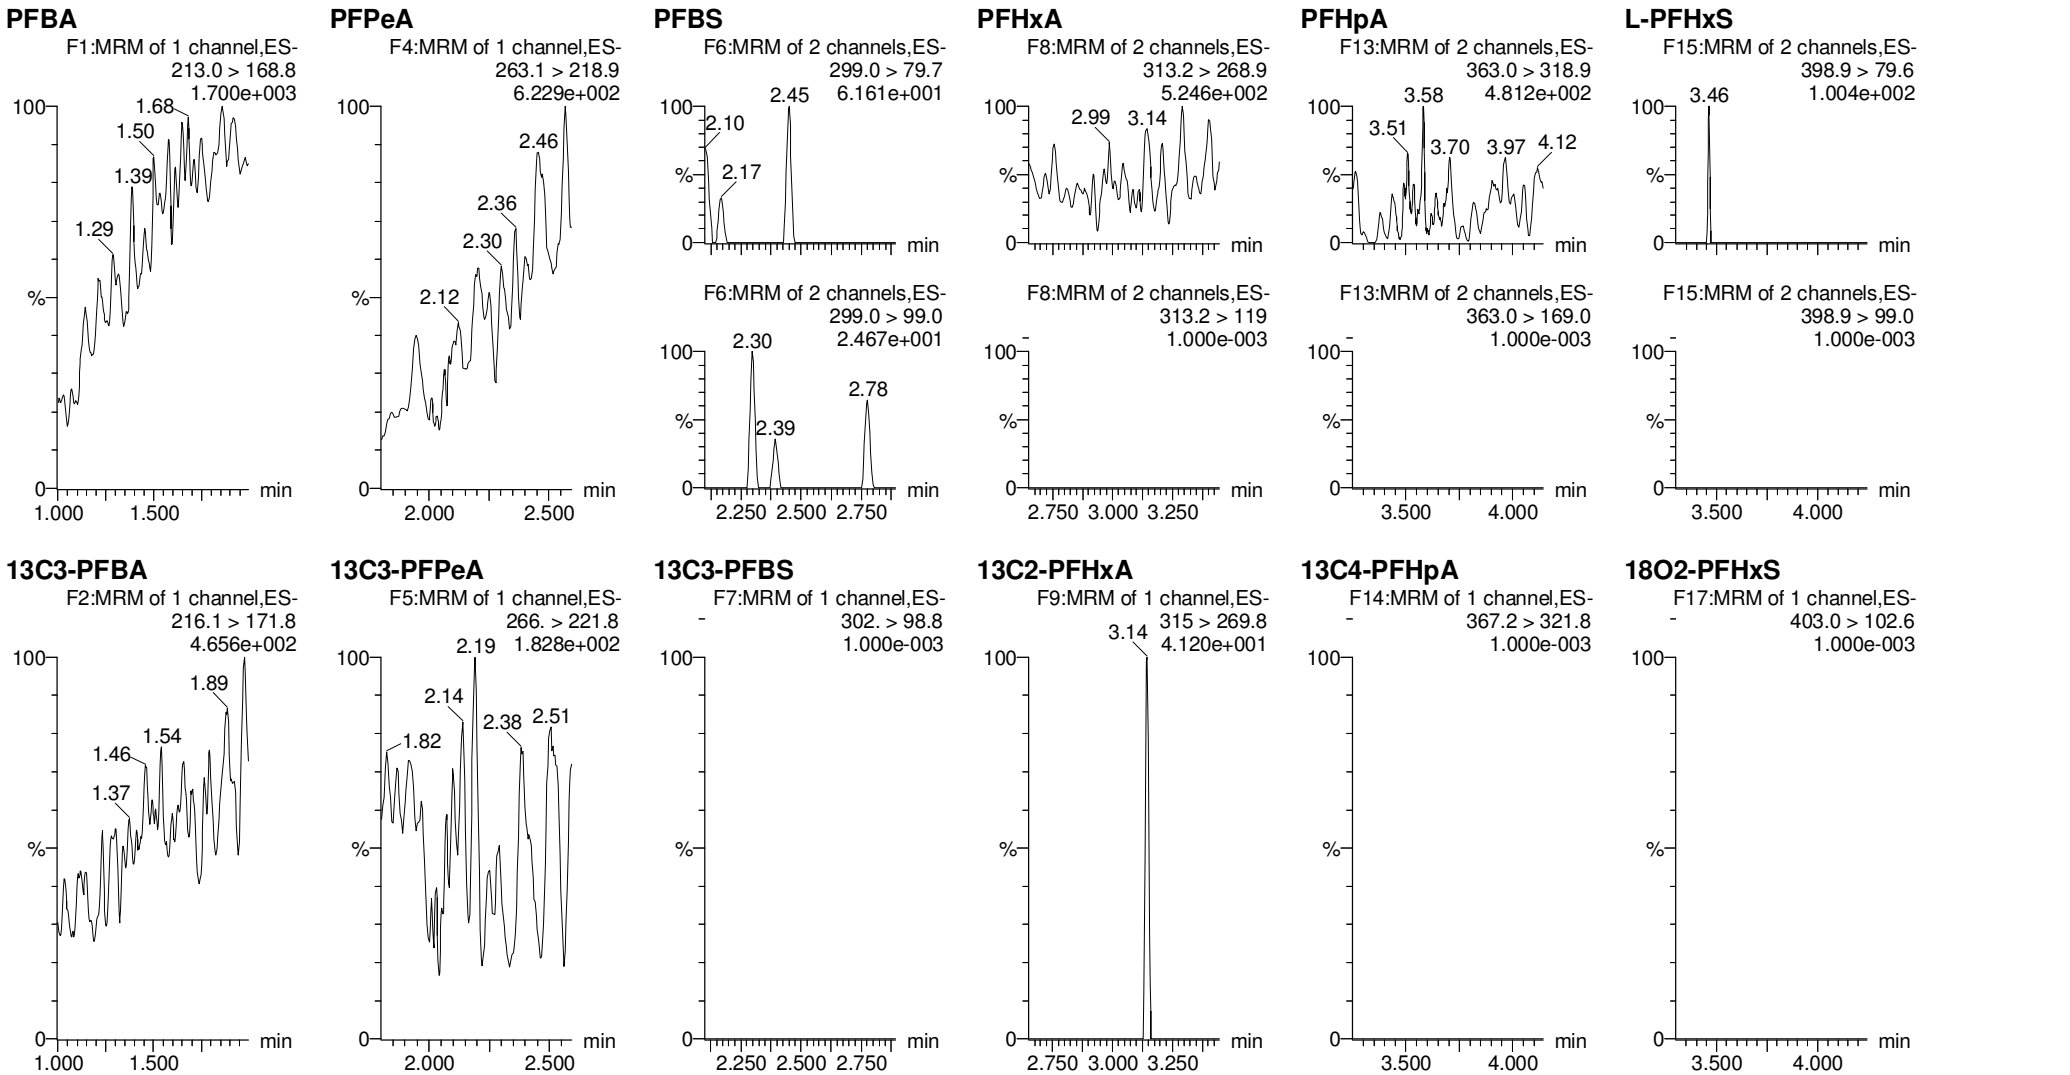 PFBA
F1:MRM of 1 channel,ES-
213.0 > 168.8
1.700e+003
100
1.68
1.50
1.39
1.29
%
0
min
1.000 1.500
PFPeA
F4:MRM of 1 channel,ES-
263.1 > 218.9
6.229e+002
100
2.46
2.36
2.30
2.12
%
0
min
2.000 2.500
PFBS
F6:MRM of 2 channels,ES-
299.0 > 79.7
6.161e+001
100
2.45
2.10
2.17
%
0
min
F6:MRM of 2 channels,ES-
299.0 > 99.0
2.467e+001
100
2.30
2.78
2.39
%
0
min
2.250 2.500 2.750
PFHxA
F8:MRM of 2 channels,ES-
313.2 > 268.9
5.246e+002
100
2.99
3.14
%
0
min
F8:MRM of 2 channels,ES-
313.2 > 119
1.000e-003
100
%
0
min
2.750 3.000 3.250
PFHpA
F13:MRM of 2 channels,ES-
363.0 > 318.9
4.812e+002
100
3.58
3.51
3.70
3.97
4.12
%
0
min
F13:MRM of 2 channels,ES-
363.0 > 169.0
1.000e-003
100
%
0
min
3.500 4.000
L-PFHxS
F15:MRM of 2 channels,ES-
398.9 > 79.6
1.004e+002
100
3.46
%
0
min
F15:MRM of 2 channels,ES-
398.9 > 99.0
1.000e-003
100
%
0
min
3.500 4.000
13C3-PFBA
F2:MRM of 1 channel,ES-
216.1 > 171.8
4.656e+002
100
1.89
1.54
1.46
1.37
%
0
min
1.000 1.500
13C3-PFPeA
F5:MRM of 1 channel,ES-
266. > 221.8
1.828e+002
100
2.19
2.14
2.38
2.51
1.82
%
0
min
2.000 2.500
13C3-PFBS
F7:MRM of 1 channel,ES-
302. > 98.8
1.000e-003
100
%
0
min
2.250 2.500 2.750
13C2-PFHxA
F9:MRM of 1 channel,ES-
315 > 269.8
4.120e+001
3.14
100
%
0
min
2.750 3.000 3.250
13C4-PFHpA
F14:MRM of 1 channel,ES-
367.2 > 321.8
1.000e-003
100
%
0
min
3.500 4.000
18O2-PFHxS
F17:MRM of 1 channel,ES-
403.0 > 102.6
1.000e-003
100
%
0
min
3.500 4.000